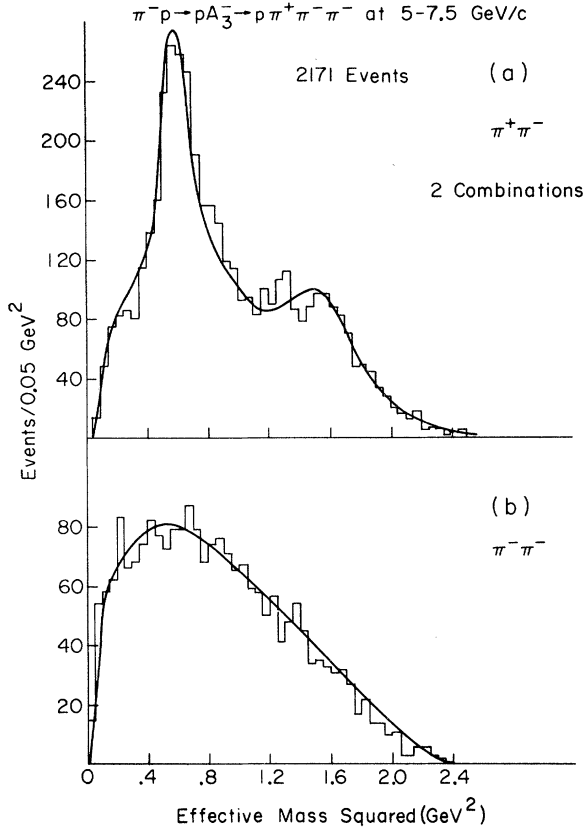 π⁻p→pA₃⁻→pπ⁺π⁻π⁻ at 5-7.5 GeV/c
2171 Events
(a)
π⁺π⁻
2 Combinations
240
200
160
120
80
40
Events/0.05 GeV²
(b)
π⁻π⁻
80
60
40
20
0
.4
.8
1.2
1.6
2.0
2.4
Effective Mass Squared (GeV²)